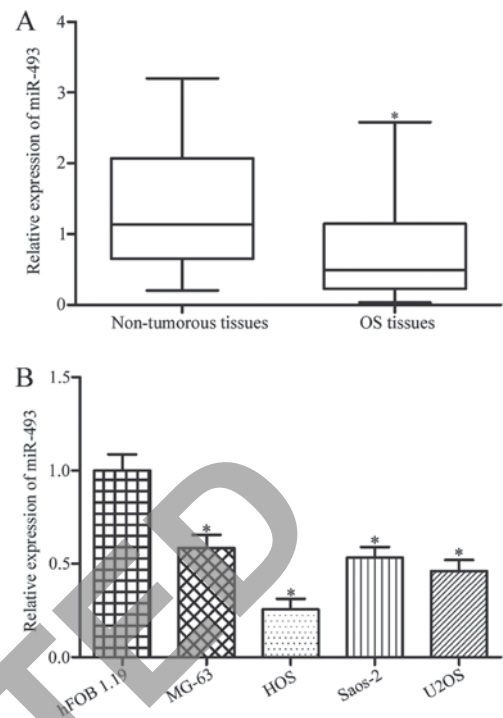 A
Relative expression of miR-493
4
3
2
1
0
*
Non-tumorous tissues
OS tissues
B
Relative expression of miR-493
1.5
1.0
0.5
0.0
*
*
*
*
hFOB 1.19
MG-63
HOS
Saos-2
U2OS
TED